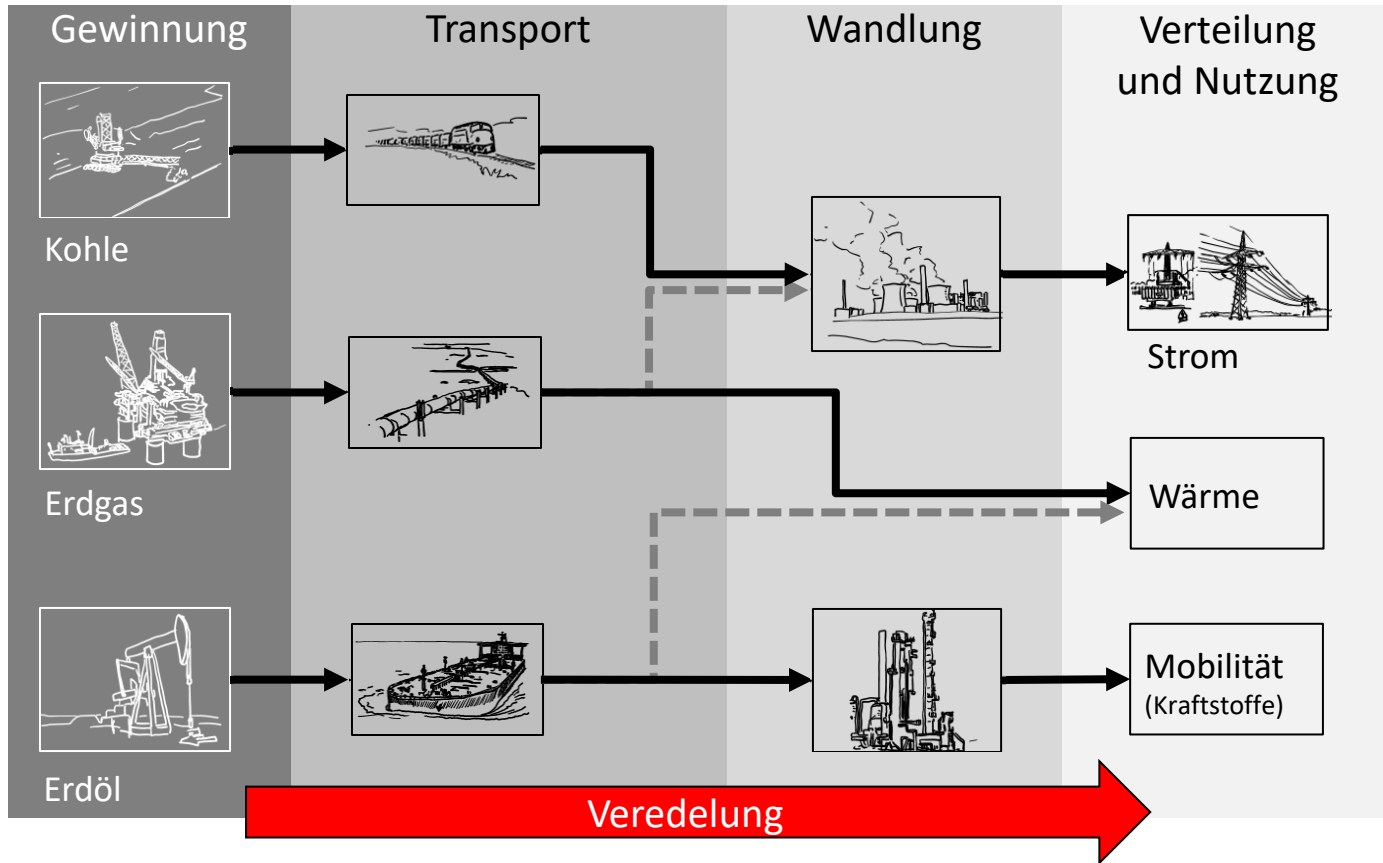 Gewinnung
Transport
Wandlung
Verteilung
und Nutzung
Kohle
Strom
Erdgas
Wärme
Mobilität
(Kraftstoffe)
Erdöl
Veredelung